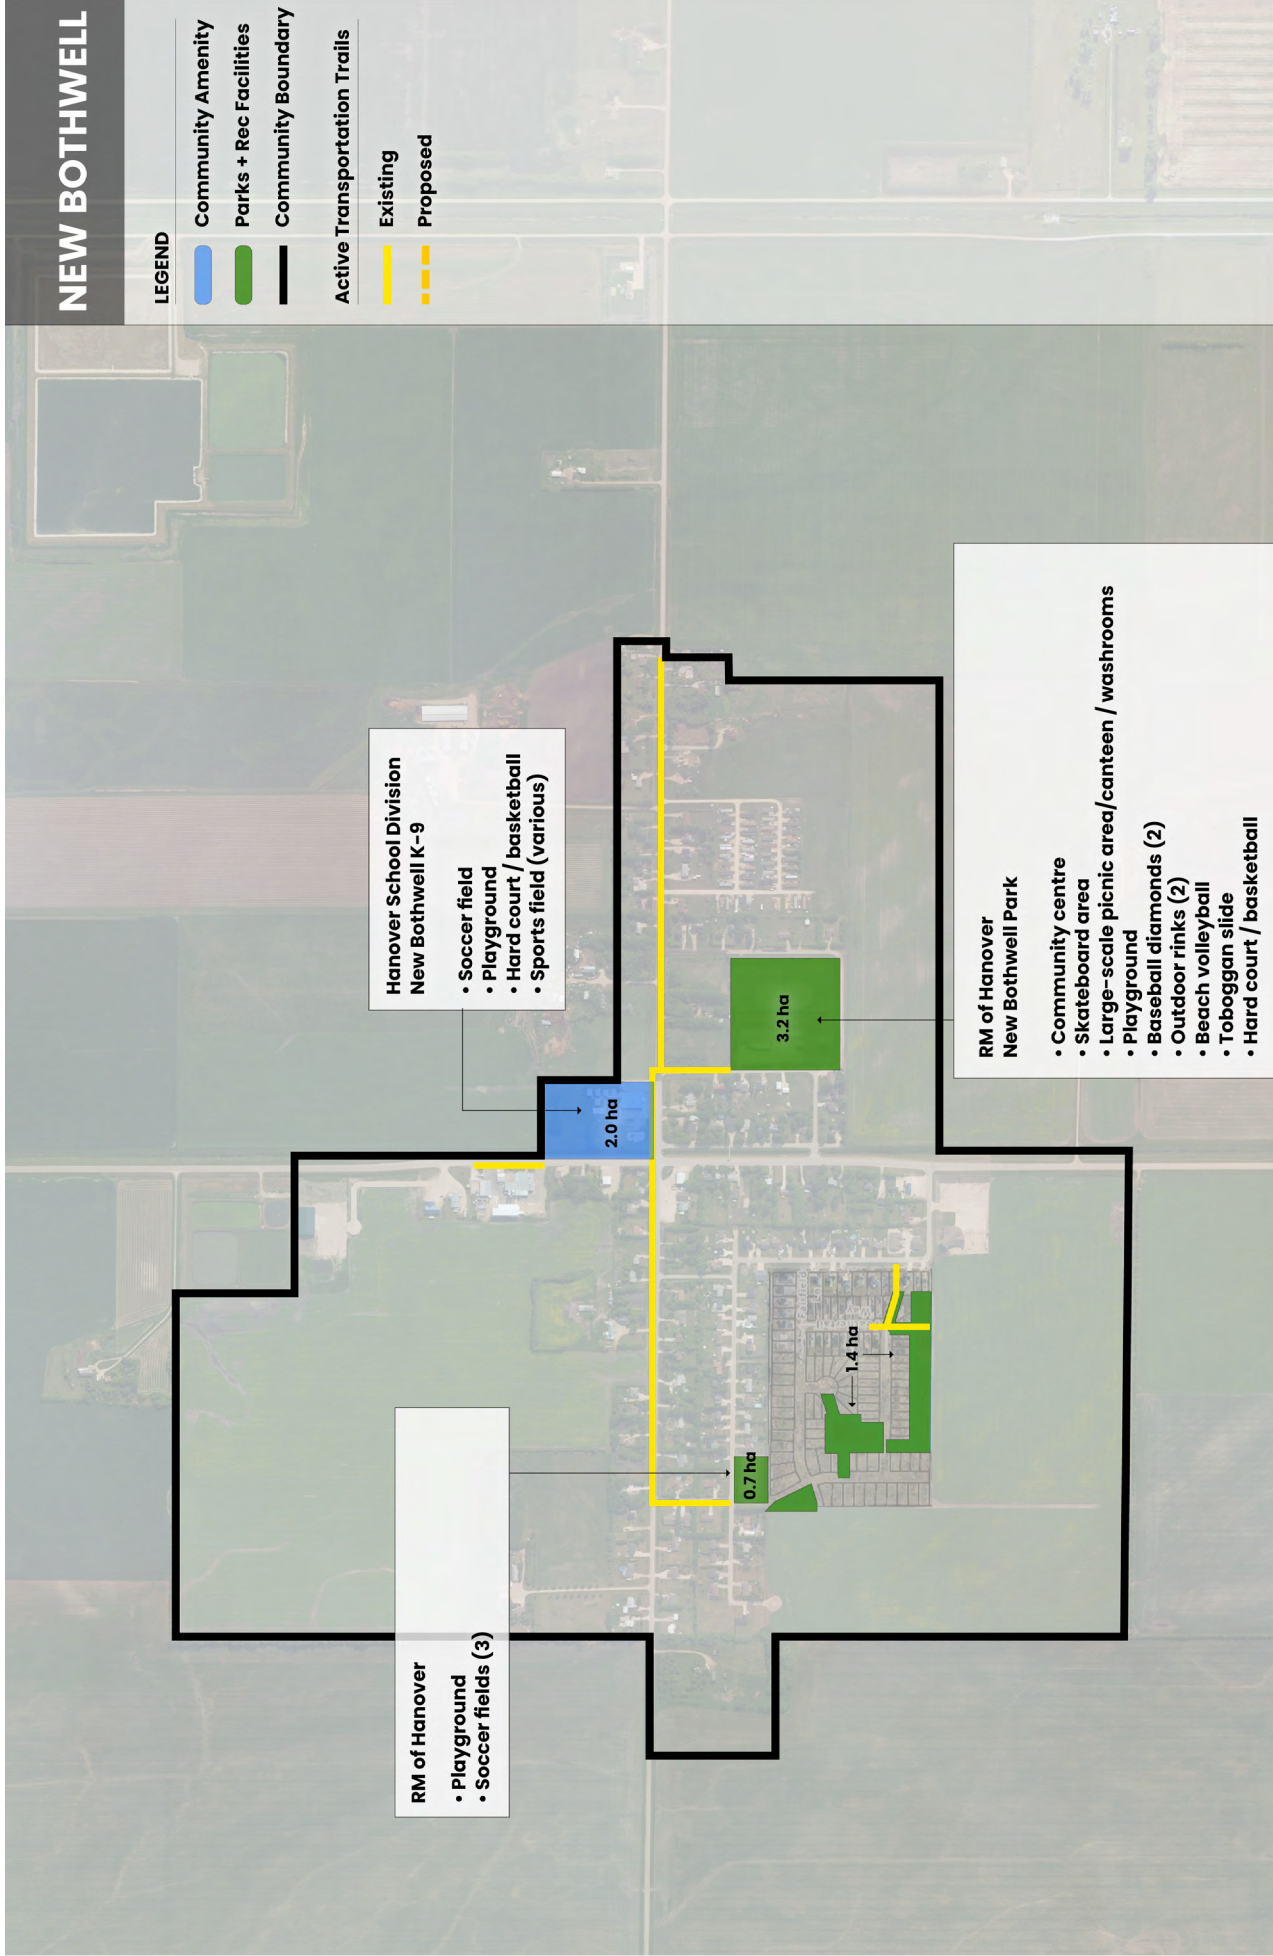 NEW BOTHWELL
LEGEND
Community Amenity
Parks + Rec Facilities
Community Boundary
Active Transportation Trails
Existing
Proposed
Hanover School Division
New Bothwell K-9
• Soccer field
• Playground
• Hard court / basketball
• Sports field (various)
RM of Hanover
• Playground
• Soccer fields (3)
2.0 ha
3.2 ha
0.7 ha
1.4 ha
RM of Hanover
New Bothwell Park
• Community centre
• Skateboard area
• Large-scale picnic area/canteen / washrooms
• Playground
• Baseball diamonds (2)
• Outdoor rinks (2)
• Beach volleyball
• Toboggan slide
• Hard court / basketball